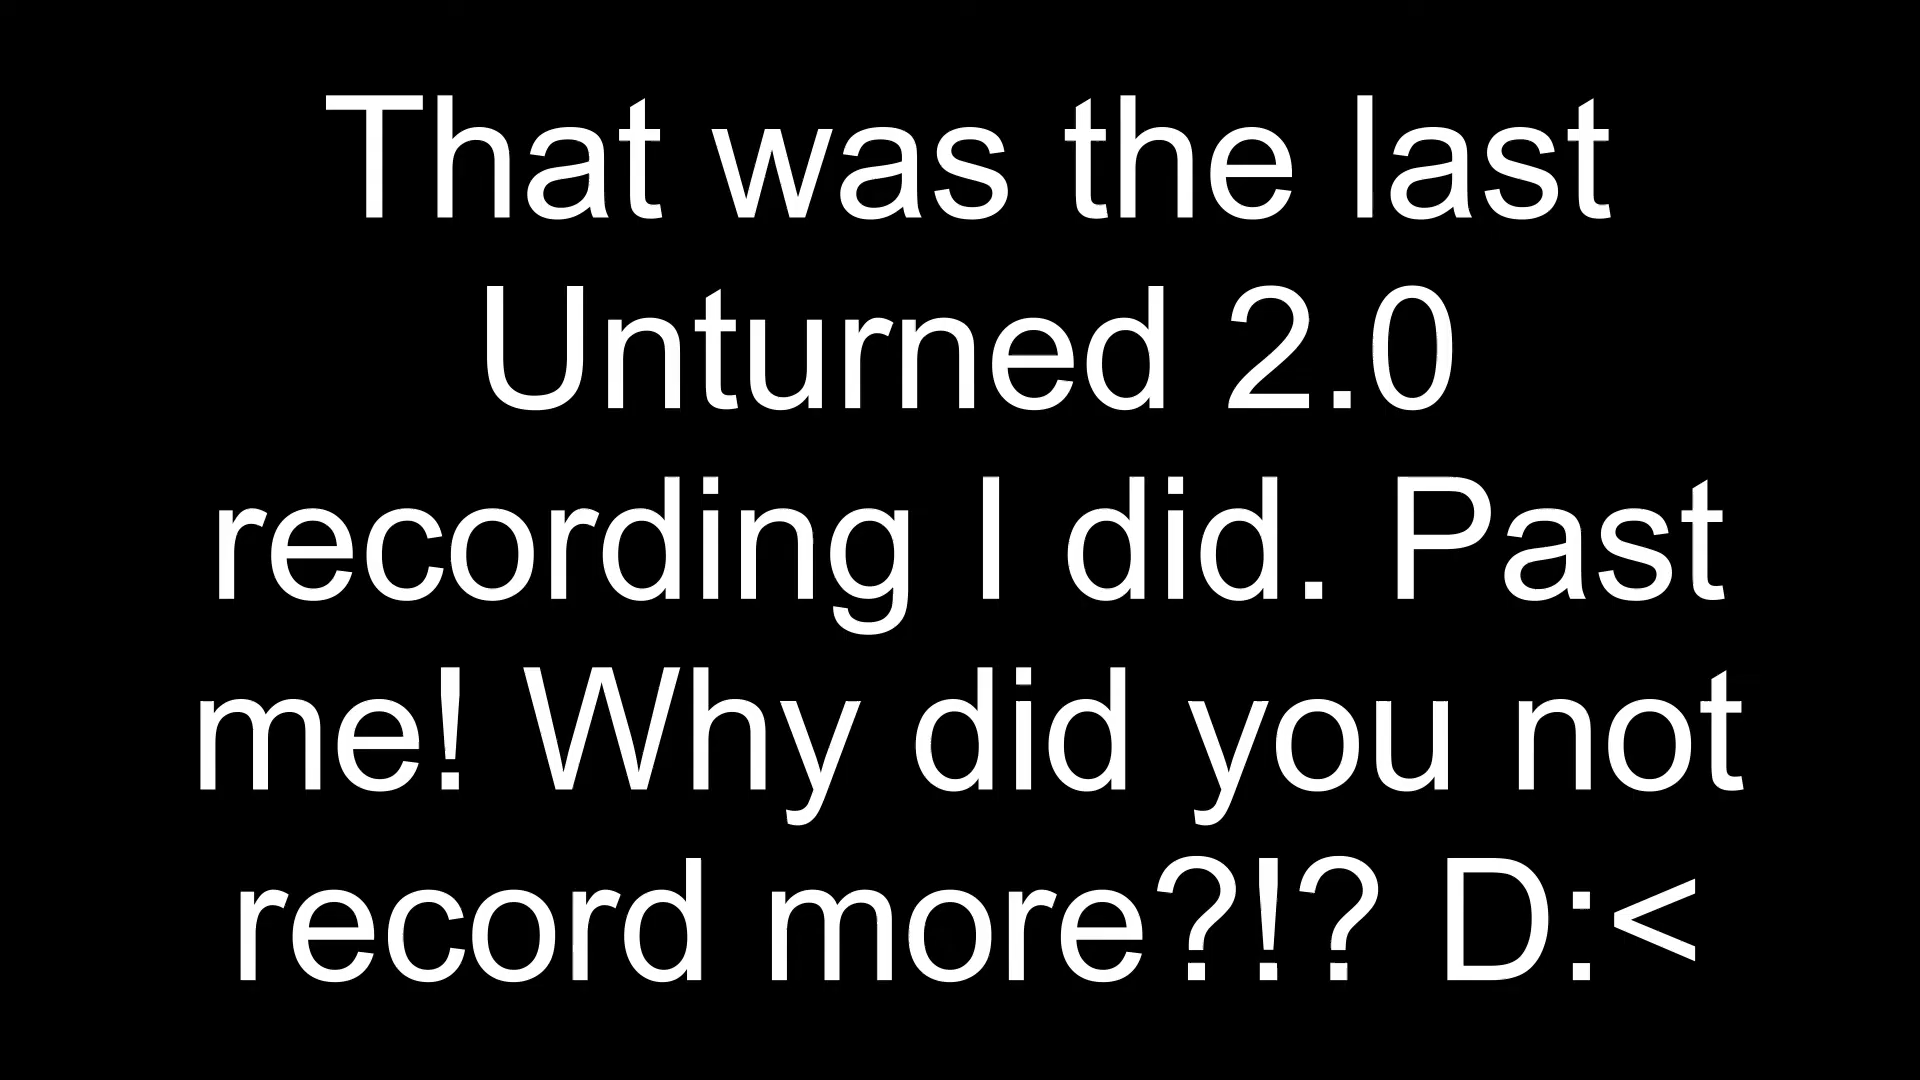 That was the last
Unturned 2.0
recording I did. Past
me! Why did you not
record more?!? D:<